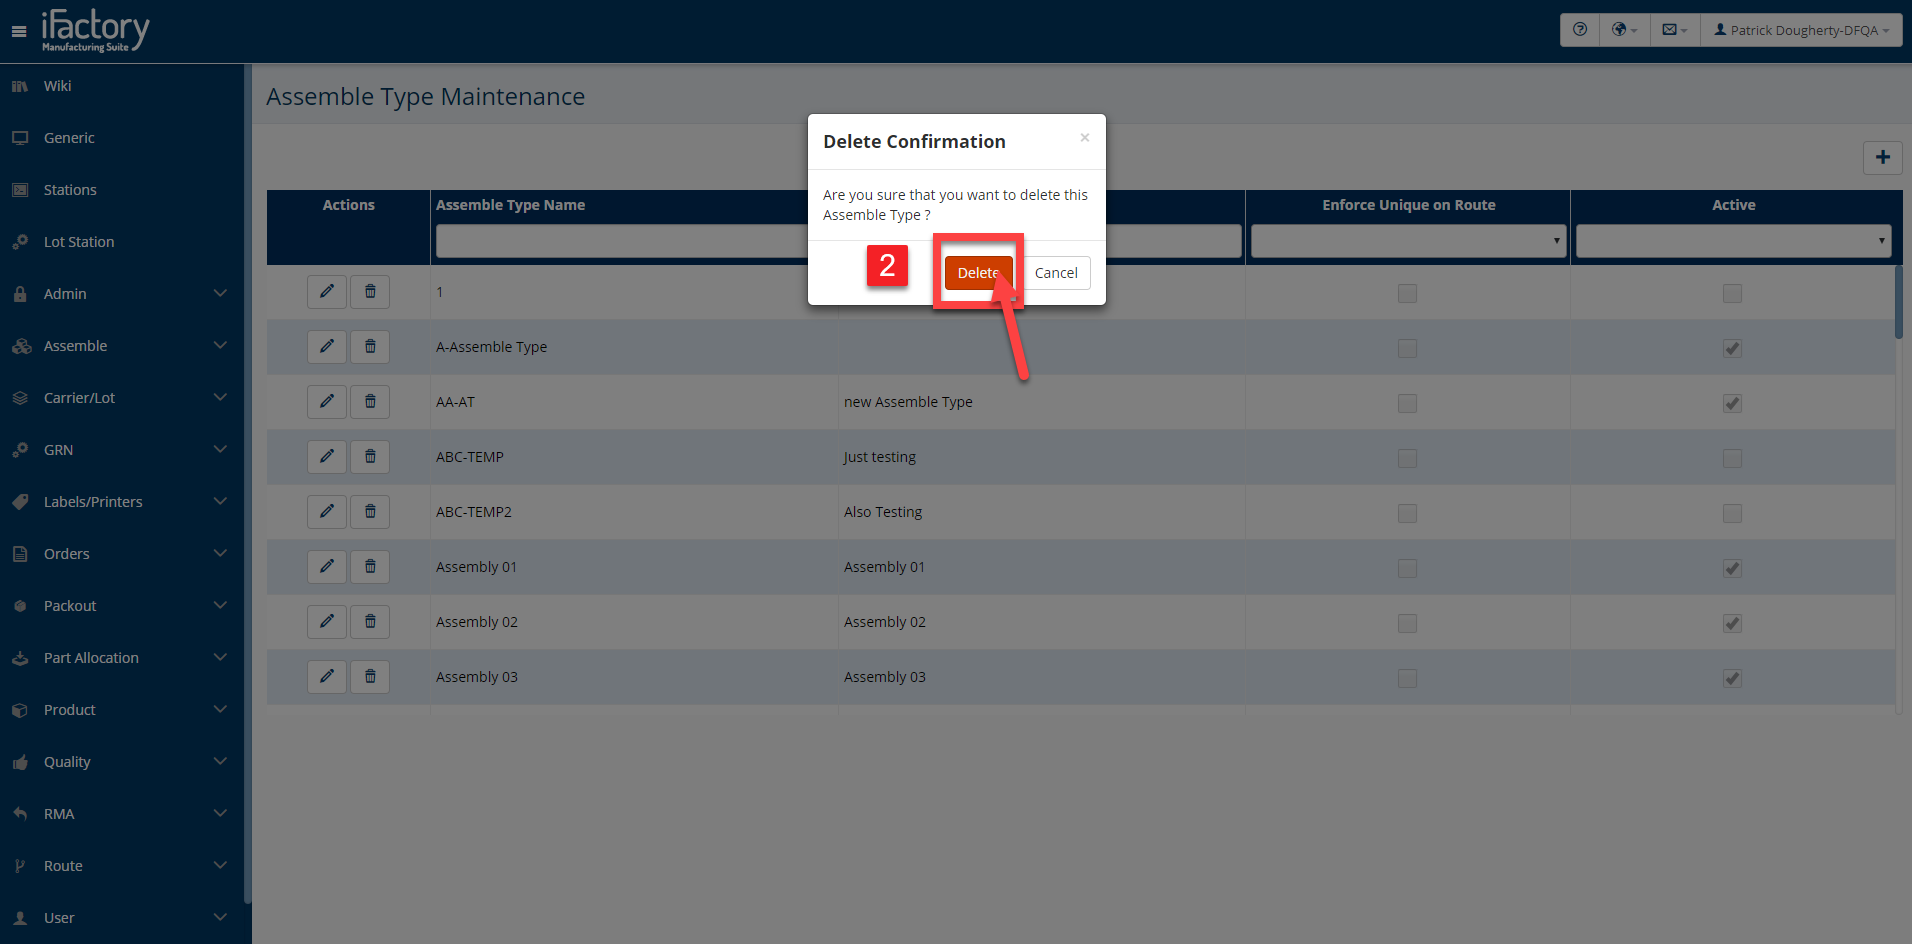 iFactory
Manufacturing Suite
Patrick Dougherty-DFQA
Wiki
Generic
Stations
Lot Station
Admin
Assemble
Carrier/Lot
GRN
Labels/Printers
Orders
Packout
Part Allocation
Product
Quality
RMA
Route
User
Assemble Type Maintenance
Delete Confirmation
×
Are you sure that you want to delete this
Assemble Type ?
2
Delete
Cancel
Actions
Assemble Type Name
Enforce Unique on Route
Active
1
A-Assemble Type
AA-AT
new Assemble Type
ABC-TEMP
Just testing
ABC-TEMP2
Also Testing
Assembly 01
Assembly 01
Assembly 02
Assembly 02
Assembly 03
Assembly 03